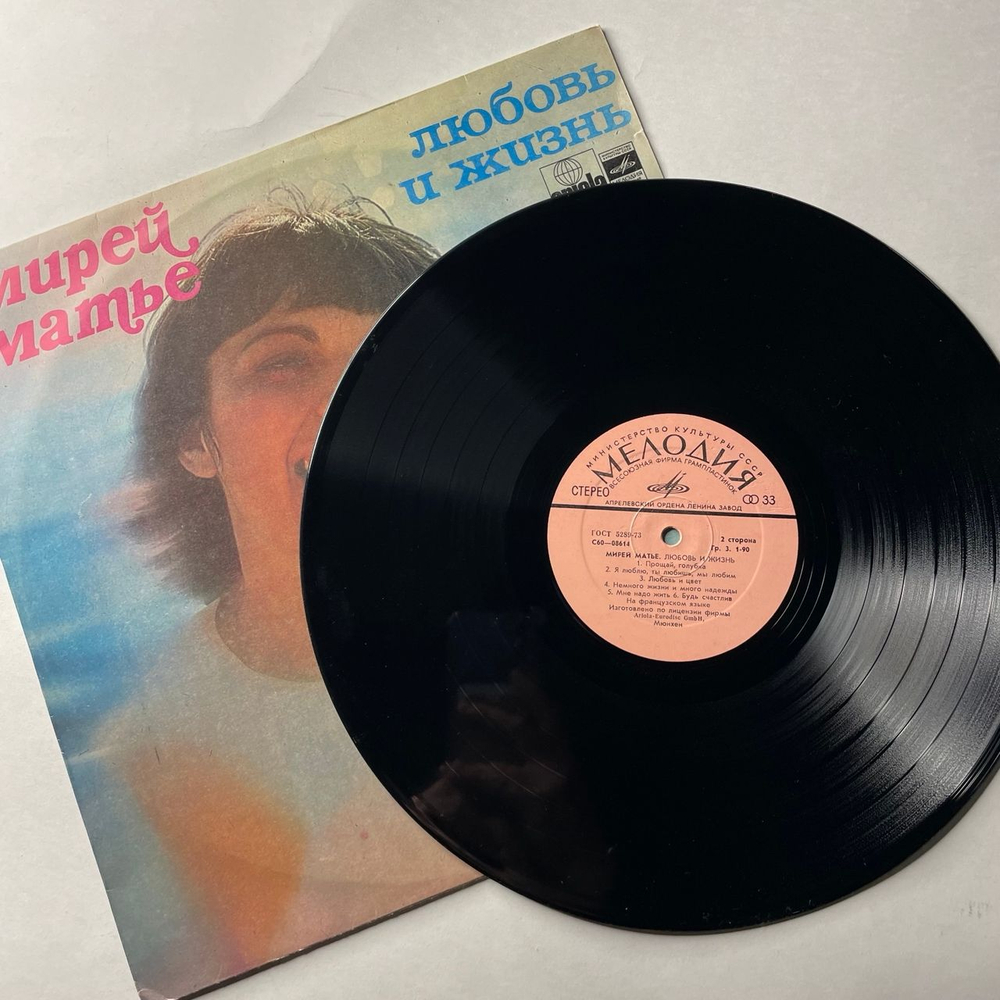 любовь
и жизнь
мирей
матье
МИНИСТЕРСТВО КУЛЬТУРЫ СССР
МЕЛОДИЯ
ВСЕСОЮЗНАЯ ФИРМА ГРАМПЛАСТИНОК
СТЕРЕО
33
АПРЕЛЕВСКИЙ ОРДЕНА ЛЕНИНА ЗАВОД
ГОСТ 5289-73
2 сторона
С60—08614
Гр. 3. 1-90
МИРЕЙ МАТЬЕ. ЛЮБОВЬ И ЖИЗНЬ
1. Прощай, голубка
2. Я люблю, ты любишь, мы любим
3. Любовь и цвет
4. Немного жизни и много надежды
5. Мне надо жить 6. Будь счастлив
На французском языке
Изготовлено по лицензии фирмы
Ariola-Eurodisc GmbH,
Мюнхен